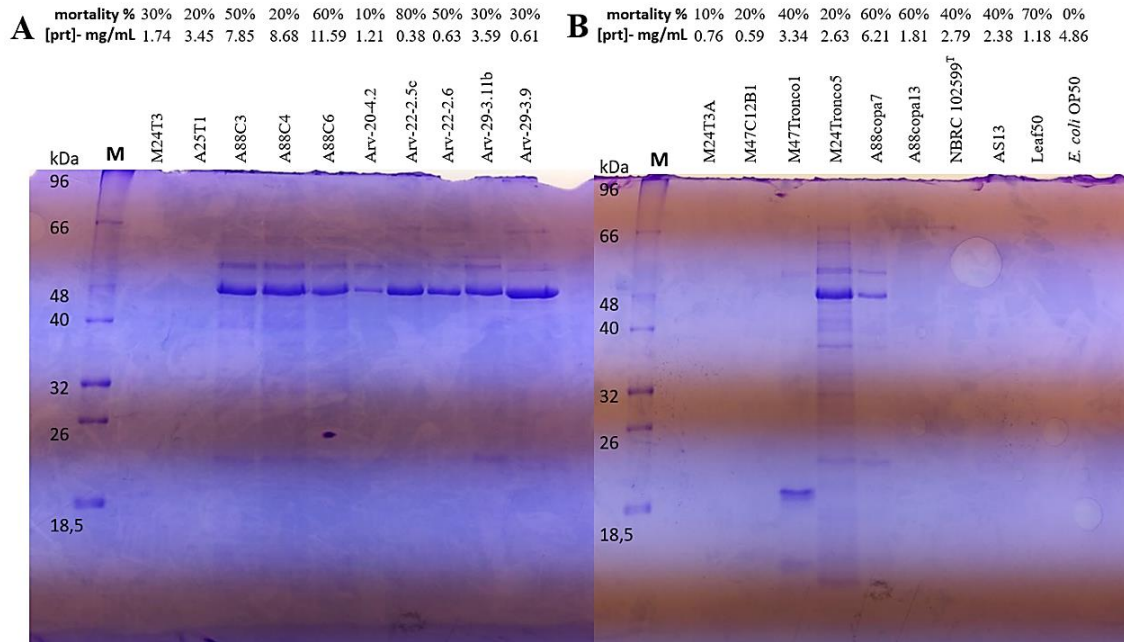 A
mortality % 30% 20% 50% 20% 60% 10% 80% 50% 30% 30%
[prt]- mg/mL 1.74 3.45 7.85 8.68 11.59 1.21 0.38 0.63 3.59 0.61
kDa M M24T3 A25T1 A88C3 A88C4 A88C6 Arv-20-4.2 Arv-22-2.5c Arv-22-2.6 Arv-29-3.11b Arv-29-3.9
96
66
48
40
32
26
18,5
B
mortality % 10% 20% 40% 20% 60% 60% 40% 40% 70% 0%
[prt]- mg/mL 0.76 0.59 3.34 2.63 6.21 1.81 2.79 2.38 1.18 4.86
kDa M M24T3A M47C12B1 M47Tronco1 M24Tronco5 A88copa7 A88copa13 NBRC 102599T AS13 Leaf50 E. coli OP50
96
66
48
40
32
26
18,5